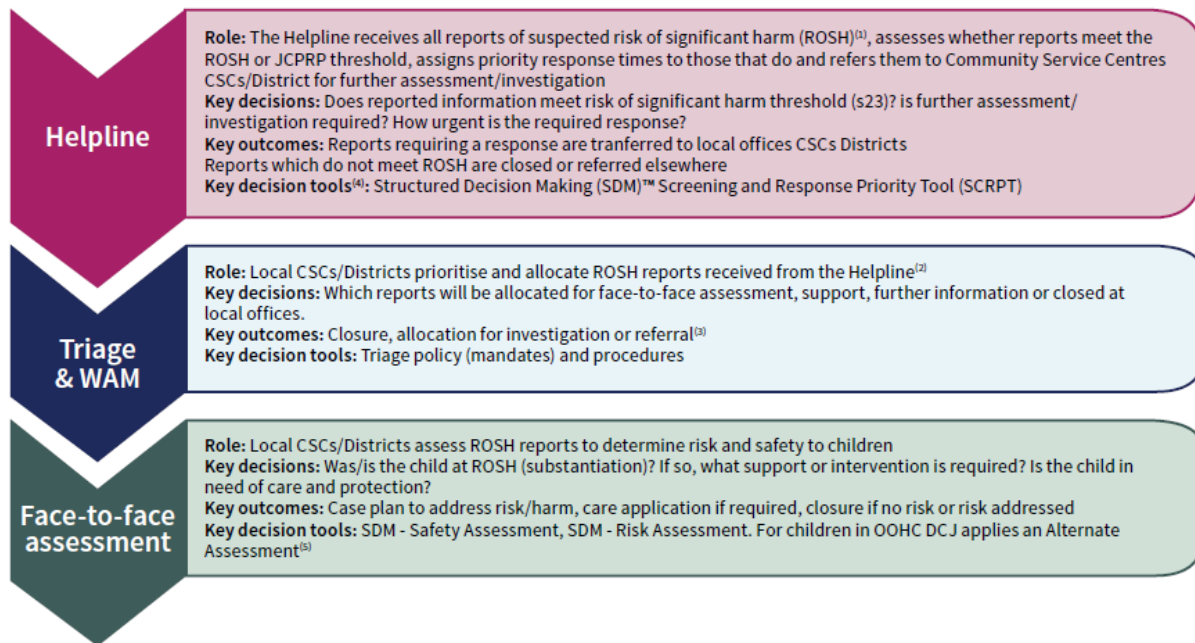 Helpline
Role: The Helpline receives all reports of suspected risk of significant harm (ROSH)(1), assesses whether reports meet the
ROSH or JCPRP threshold, assigns priority response times to those that do and refers them to Community Service Centres
CSCs/District for further assessment/investigation
Key decisions: Does reported information meet risk of significant harm threshold (s23)? is further assessment/
investigation required? How urgent is the required response?
Key outcomes: Reports requiring a response are tranferred to local offices CSCs Districts
Reports which do not meet ROSH are closed or referred elsewhere
Key decision tools(4): Structured Decision Making (SDM)™ Screening and Response Priority Tool (SCRPT)
Triage
& WAM
Role: Local CSCs/Districts prioritise and allocate ROSH reports received from the Helpline(2)
Key decisions: Which reports will be allocated for face-to-face assessment, support, further information or closed at
local offices.
Key outcomes: Closure, allocation for investigation or referral(3)
Key decision tools: Triage policy (mandates) and procedures
Face-to-face
assessment
Role: Local CSCs/Districts assess ROSH reports to determine risk and safety to children
Key decisions: Was/is the child at ROSH (substantiation)? If so, what support or intervention is required? Is the child in
need of care and protection?
Key outcomes: Case plan to address risk/harm, care application if required, closure if no risk or risk addressed
Key decision tools: SDM - Safety Assessment, SDM - Risk Assessment. For children in OOHC DCJ applies an Alternate
Assessment(5)